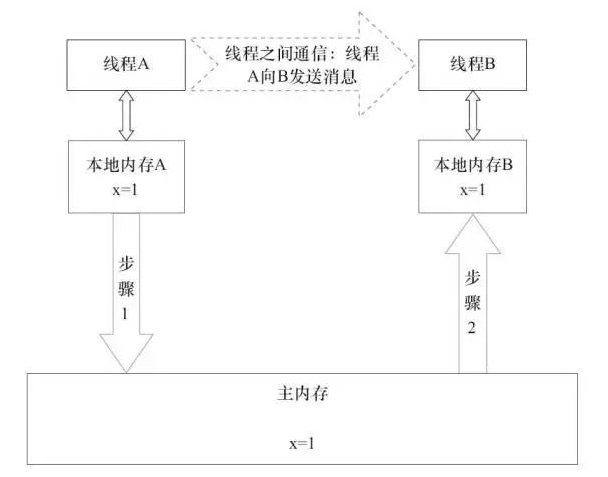 线程A
线程之间通信：线程
A向B发送消息
线程B
本地内存A
x=1
本地内存B
x=1
步
骤
1
步
骤
2
主内存
x=1